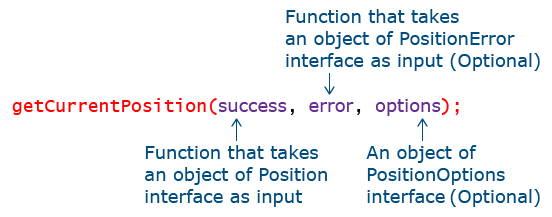 Function that takes
an object of PositionError
interface as input (Optional)
getCurrentPosition(success, error, options);
Function that takes
an object of Position
interface as input
An object of
PositionOptions
interface (Optional)